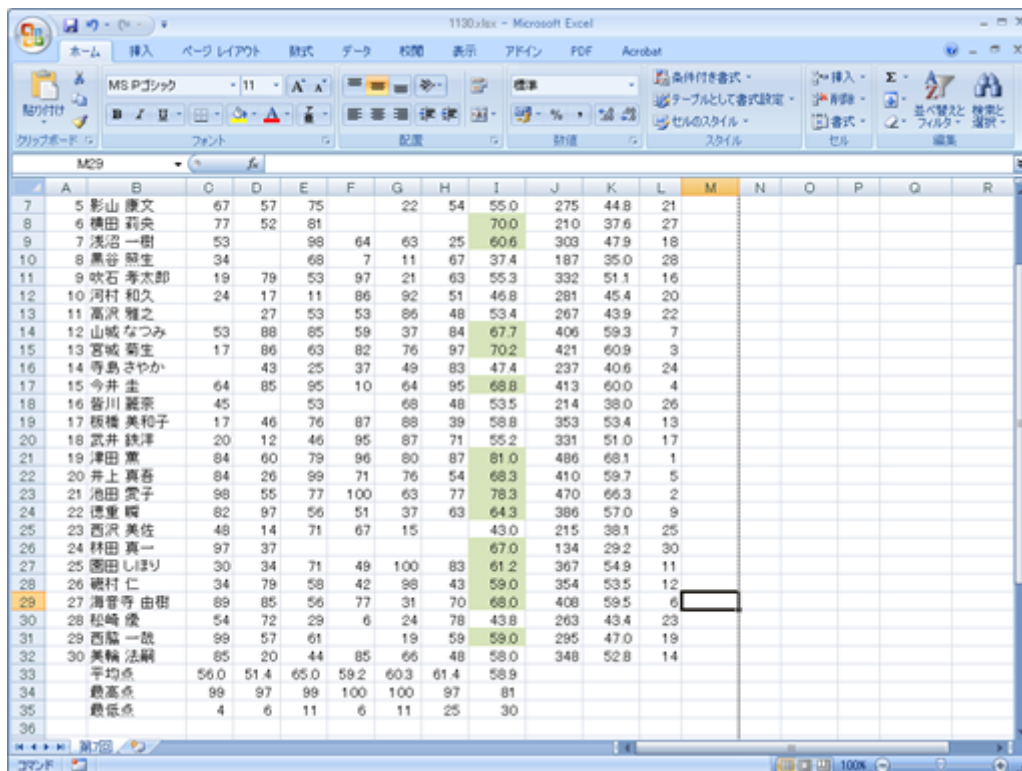 1130.xlsx - Microsoft Excel
ホーム 挿入 ページ レイアウト 数式 データ 校閲 表示 アドイン PDF Acrobat
MS Pゴシック 11 標準 条件付き書式 挿入 Σ
貼り付け テーブルとして書式設定 削除 並べ替えと フィルタ 検索と 選択
B I U A % セルのスタイル 書式
クリップボード フォント 配置 数値 スタイル セル 編集
M29 fx
A B C D E F G H I J K L M N O P Q R
7 5 影山 康文 67 57 75 22 54 55.0 275 44.8 21
8 6 横田 莉央 77 52 81 70.0 210 37.6 27
9 7 浅沼 一樹 53 98 64 63 25 60.6 303 47.9 18
10 8 黒谷 照生 34 68 7 11 67 37.4 187 35.0 28
11 9 吹石 孝太郎 19 79 53 97 21 63 55.3 332 51.1 16
12 10 河村 和久 24 17 11 86 92 51 46.8 281 45.4 20
13 11 高沢 雅之 27 53 53 86 48 53.4 267 43.9 22
14 12 山城 なつみ 53 88 85 59 37 84 67.7 406 59.3 7
15 13 宮城 菊生 17 86 63 82 76 97 70.2 421 60.9 3
16 14 寺島 さやか 43 25 37 49 83 47.4 237 40.6 24
17 15 今井 圭 64 85 95 10 64 95 68.8 413 60.0 4
18 16 皆川 麗奈 45 53 68 48 53.5 214 38.0 26
19 17 板橋 美和子 17 46 76 87 88 39 58.8 353 53.4 13
20 18 武井 鉄洋 20 12 46 95 87 71 55.2 331 51.0 17
21 19 津田 薫 84 60 79 96 80 87 81.0 486 68.1 1
22 20 井上 真吾 84 26 99 71 76 54 68.3 410 59.7 5
23 21 池田 愛子 98 55 77 100 63 77 78.3 470 66.3 2
24 22 徳重 瞬 82 97 56 51 37 63 64.3 386 57.0 9
25 23 西沢 美佐 48 14 71 67 15 43.0 215 38.1 25
26 24 林田 真一 97 37 67.0 134 29.2 30
27 25 園田 しほり 30 34 71 49 100 83 61.2 367 54.9 11
28 26 磯村 仁 34 79 58 42 98 43 59.0 354 53.5 12
29 27 海音寺 由樹 89 85 56 77 31 70 68.0 408 59.5 6
30 28 松崎 優 54 72 29 6 24 78 43.8 263 43.4 23
31 29 西脇 一哉 99 57 61 19 59 59.0 295 47.0 19
32 30 美輪 法嗣 85 20 44 85 66 48 58.0 348 52.8 14
33 平均点 56.0 51.4 65.0 59.2 60.3 61.4 58.9
34 最高点 99 97 99 100 100 97 81
35 最低点 4 6 11 6 11 25 30
36
第7回
コマンド 100%